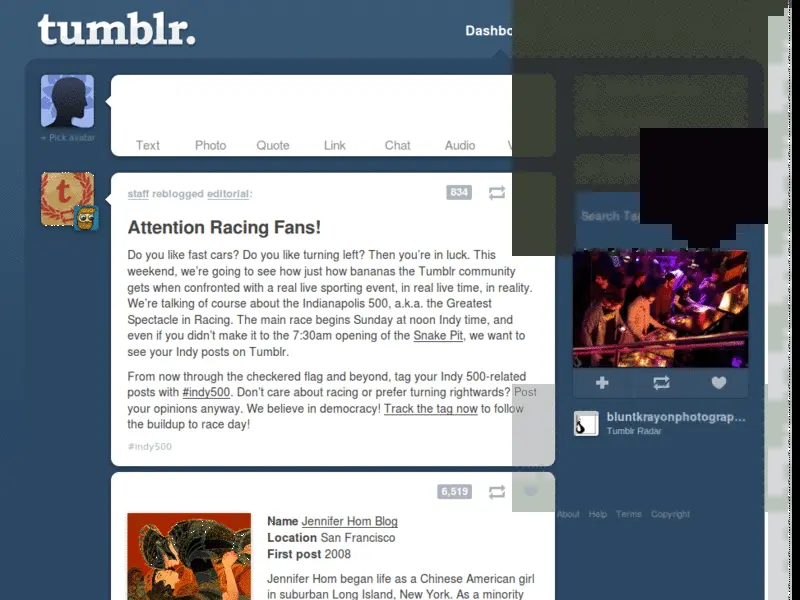 tumblr.
+ Pick avatar
Text Photo Quote Link Chat Audio
staff reblogged editorial:
634
Attention Racing Fans!
Do you like fast cars? Do you like turning left? Then you're in luck. This
weekend, we're going to see how just how bananas the Tumblr community
gets when confronted with a real live sporting event, in real live time, in reality.
We're talking of course about the Indianapolis 500, a.k.a. the Greatest
Spectacle in Racing. The main race begins Sunday at noon Indy time, and
even if you didn't make it to the 7:30am opening of the Snake Pit, we want to
see your Indy posts on Tumblr.
From now through the checkered flag and beyond, tag your Indy 500-related
posts with #indy500. Don't care about racing or prefer turning rightwards? Post
your opinions anyway. We believe in democracy! Track the tag now to follow
the buildup to race day!
#indy500
Search
bluntkrayonphotograp...
Tumblr Radar
6,519
Name Jennifer Hom Blog
Location San Francisco
First post 2008
Jennifer Hom began life as a Chinese American girl
in suburban Long Island, New York. As a minority
About Help Terms Copyright